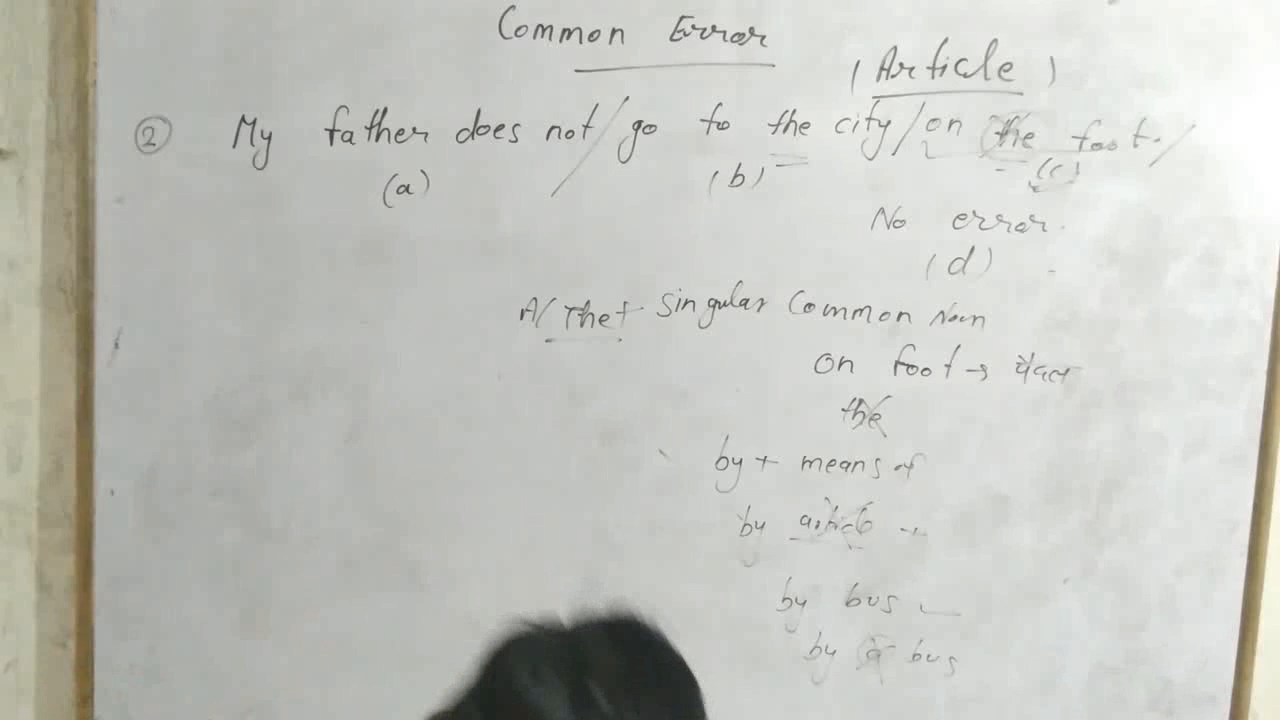 Common Error
(Article)
② My father does not/go to the city/on the foot./
(a) (b) (c)
No error.
(d)
A/The+ Singular Common Noun
on foot→
the
by + means of
by article
by bus
by a bus